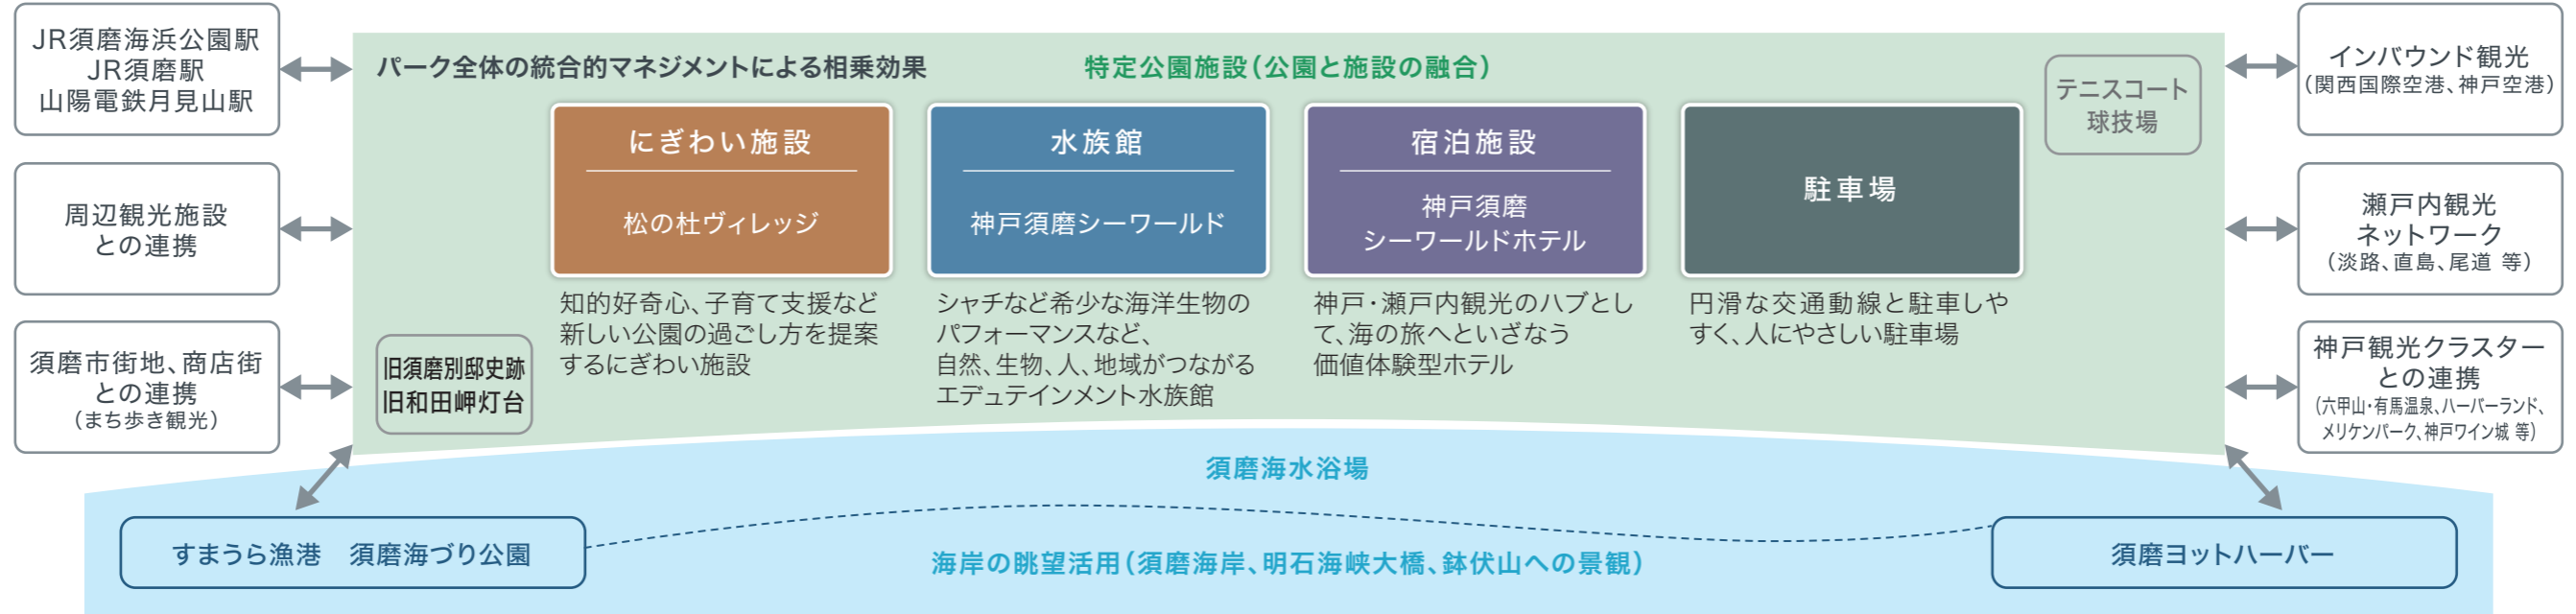 JR須磨海浜公園駅
JR須磨駅
山陽電鉄月見山駅
周辺観光施設
との連携
須磨市街地、商店街
との連携
(まち歩き観光)
パーク全体の統合的マネジメントによる相乗効果
特定公園施設(公園と施設の融合)
テニスコート
球技場
にぎわい施設
松の杜ヴィレッジ
知的好奇心、子育て支援など
新しい公園の過ごし方を提案
するにぎわい施設
水族館
神戸須磨シーワールド
シャチなど希少な海洋生物の
パフォーマンスなど、
自然、生物、人、地域がつながる
エデュテインメント水族館
宿泊施設
神戸須磨
シーワールドホテル
神戸・瀬戸内観光のハブとし
て、海の旅へといざなう
価値体験型ホテル
駐車場
円滑な交通動線と駐車しや
すく、人にやさしい駐車場
旧須磨別邸史跡
旧和田岬灯台
インバウンド観光
(関西国際空港、神戸空港)
瀬戸内観光
ネットワーク
(淡路、直島、尾道 等)
神戸観光クラスター
との連携
(六甲山・有馬温泉、ハーバーランド、
メリケンパーク、神戸ワイン城 等)
須磨海水浴場
すまうら漁港 須磨海づり公園
海岸の眺望活用(須磨海岸、明石海峡大橋、鉢伏山への景観)
須磨ヨットハーバー